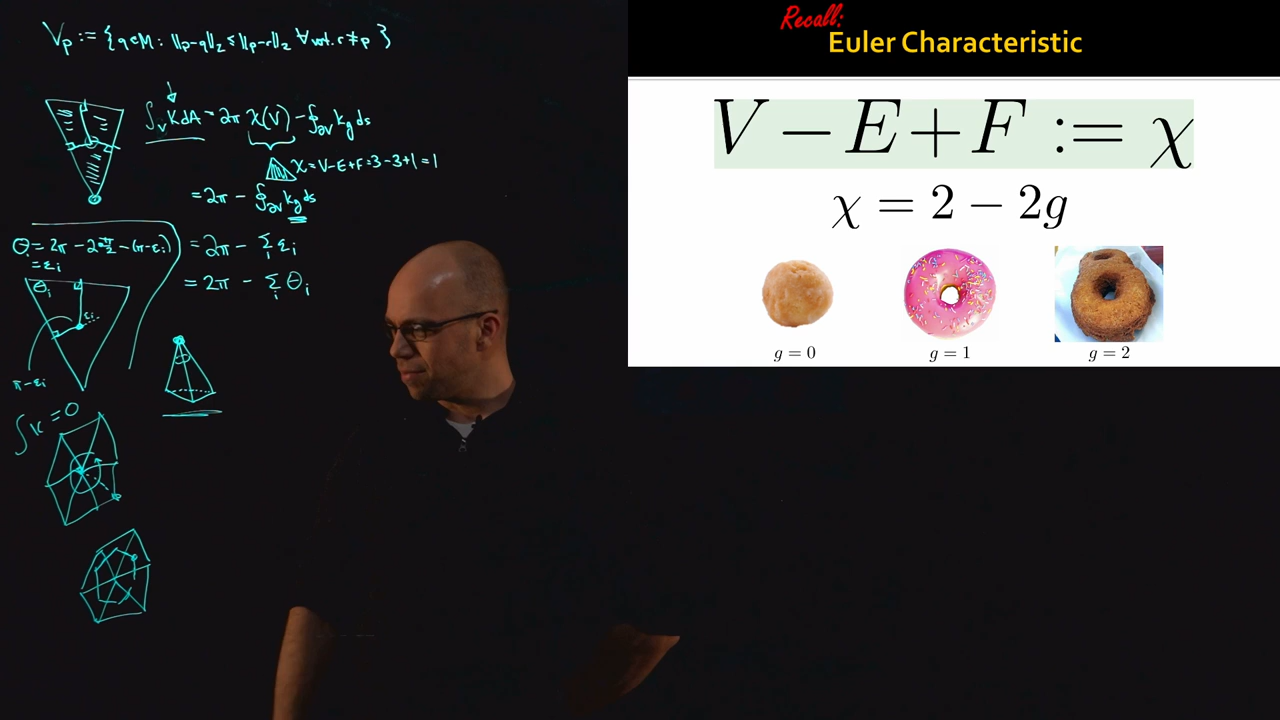 V_p := {q∈M : ||p-q||₂ ≤ ||p-r||₂ ∀ vert. r≠p}
∫_V K dA = 2π χ(V) - ∮_∂V k_g ds
χ = V-E+F = 3-3+1 = 1
= 2π - ∮_∂V k_g ds
θ_i = 2π - 2·π/2 - (π-ε_i)
= ε_i
= 2π - Σ_i ε_i
= 2π - Σ_i θ_i
θ_i
ε_i
π-ε_i
∫K = 0
Recall:
Euler Characteristic
V − E + F := χ
χ = 2 − 2g
g = 0
g = 1
g = 2